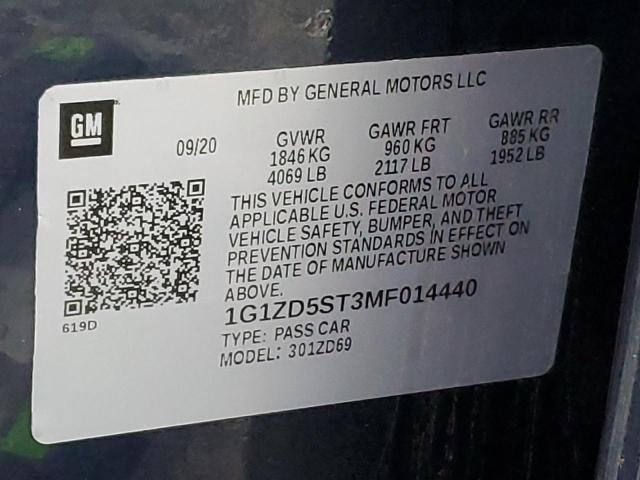 MFD BY GENERAL MOTORS LLC
GM
09/20 GVWR GAWR FRT GAWR RR
1846 KG 960 KG 885 KG
4069 LB 2117 LB 1952 LB
THIS VEHICLE CONFORMS TO ALL
APPLICABLE U.S. FEDERAL MOTOR
VEHICLE SAFETY, BUMPER, AND THEFT
PREVENTION STANDARDS IN EFFECT ON
THE DATE OF MANUFACTURE SHOWN
ABOVE.
619D
1G1ZD5ST3MF014440
TYPE: PASS CAR
MODEL: 301ZD69